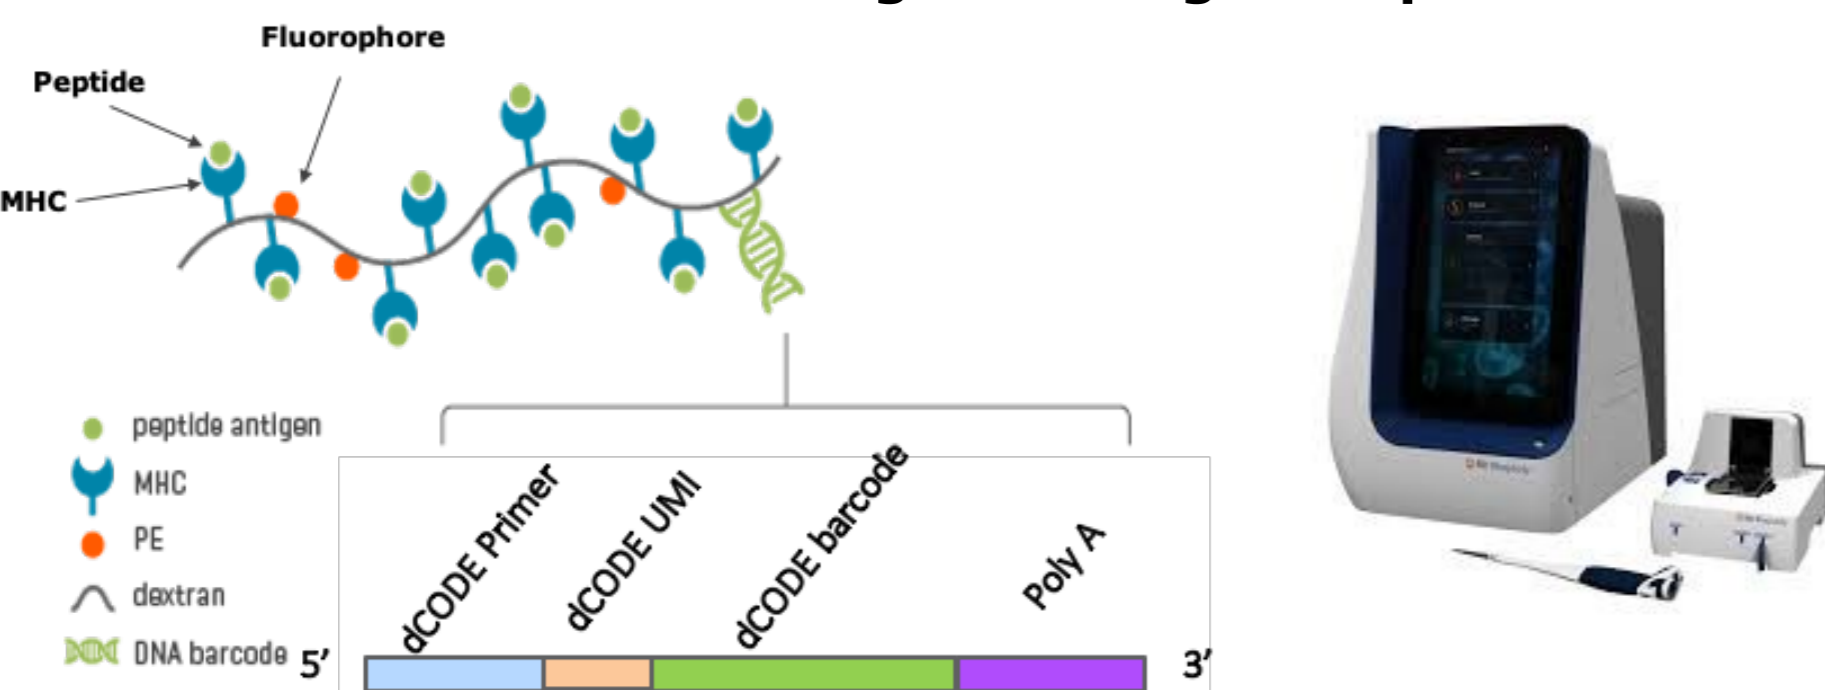 Fluorophore
Peptide
MHC
peptide antigen
MHC
PE
dextran
DNA barcode
dCODE Primer
dCODE UMI
dCODE barcode
Poly A
5’
3’